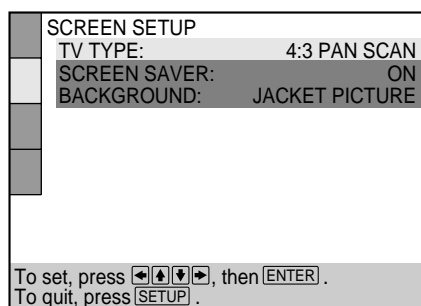 SCREEN SETUP
TV TYPE: 4:3 PAN SCAN
SCREEN SAVER: ON
BACKGROUND: JACKET PICTURE
To set, press ←↑↓→, then ENTER.
To quit, press SETUP.